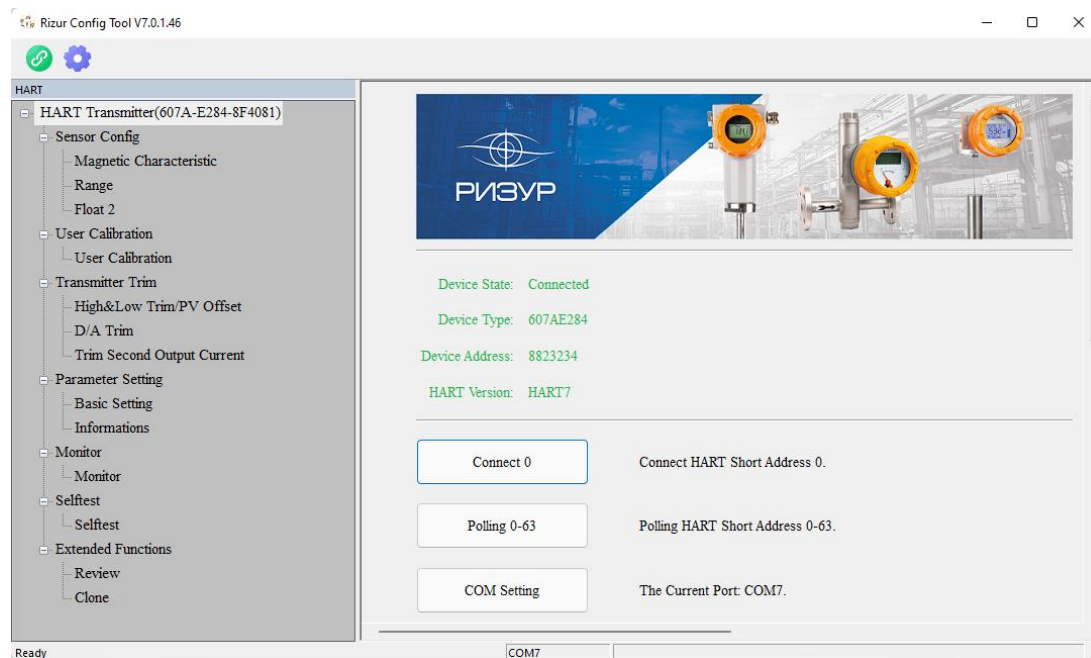 Rizur Config Tool V7.0.1.46
HART
HART Transmitter(607A-E284-8F4081)
Sensor Config
Magnetic Characteristic
Range
Float 2
User Calibration
User Calibration
Transmitter Trim
High&Low Trim/PV Offset
D/A Trim
Trim Second Output Current
Parameter Setting
Basic Setting
Informations
Monitor
Monitor
Selftest
Selftest
Extended Functions
Review
Clone
РИЗУР
Device State: Connected
Device Type: 607AE284
Device Address: 8823234
HART Version: HART7
Connect 0 Connect HART Short Address 0.
Polling 0-63 Polling HART Short Address 0-63.
COM Setting The Current Port: COM7.
Ready COM7